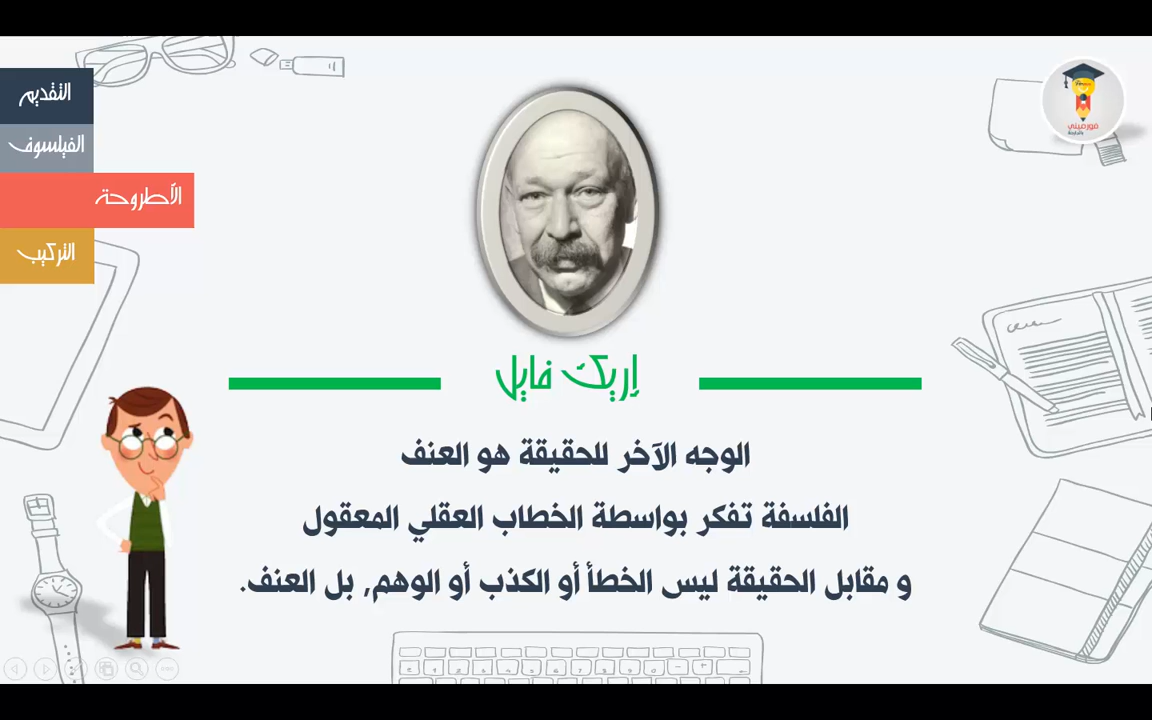 التقديم
الفيلسوف
الأطروحة
التركيب
إريك فايل
الوجه الآخر للحقيقة هو العنف
الفلسفة تفكر بواسطة الخطاب العقلي المعقول
و مقابل الحقيقة ليس الخطأ أو الكذب أو الوهم, بل العنف.